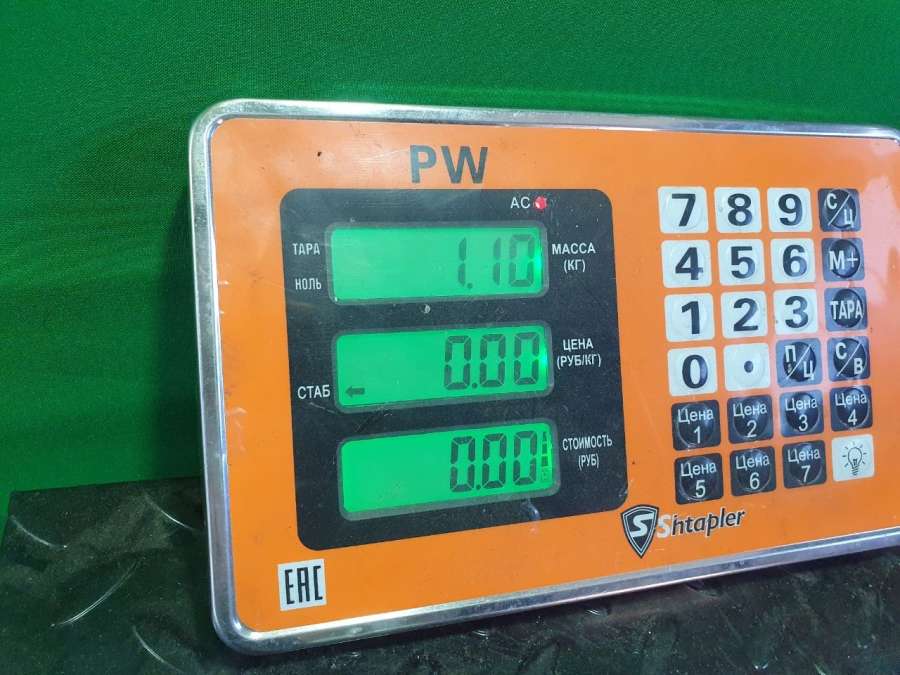 PW
AC
ТАРА
НОЛЬ
1.10
МАССА
(КГ)
СТАБ
0.00
ЦЕНА
(РУБ/КГ)
0.00
СТОИМОСТЬ
(РУБ)
7 8 9 С/Ц
4 5 6 М+
1 2 3 ТАРА
0 . П/Ц С/В
Цена 1 Цена 2 Цена 3 Цена 4
Цена 5 Цена 6 Цена 7
S Shtapler
EAC